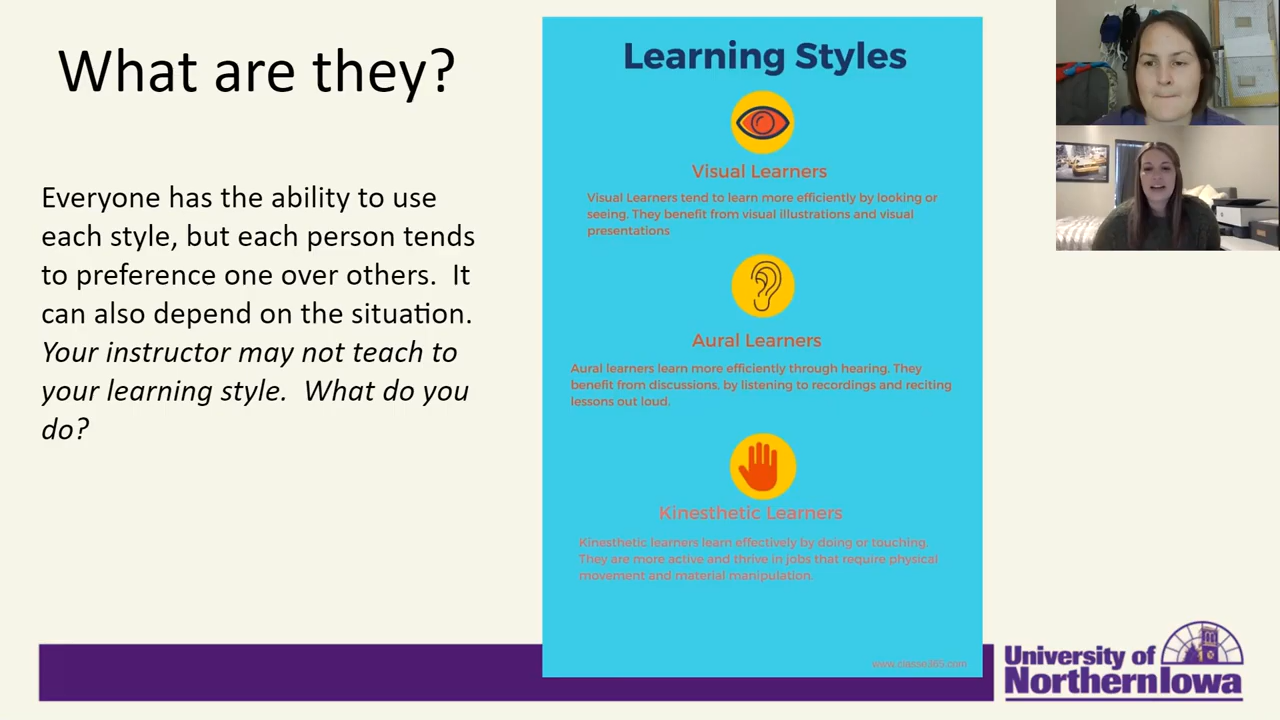 What are they?
Everyone has the ability to use
each style, but each person tends
to preference one over others.  It
can also depend on the situation.
Your instructor may not teach to
your learning style.  What do you
do?
Learning Styles
Visual Learners
Visual Learners tend to learn more efficiently by looking or
seeing. They benefit from visual illustrations and visual
presentations
Aural Learners
Aural learners learn more efficiently through hearing. They
benefit from discussions, by listening to recordings and reciting
lessons out loud.
Kinesthetic Learners
Kinesthetic learners learn effectively by doing or touching.
They are more active and thrive in jobs that require physical
movement and material manipulation.
University of
NorthernIowa